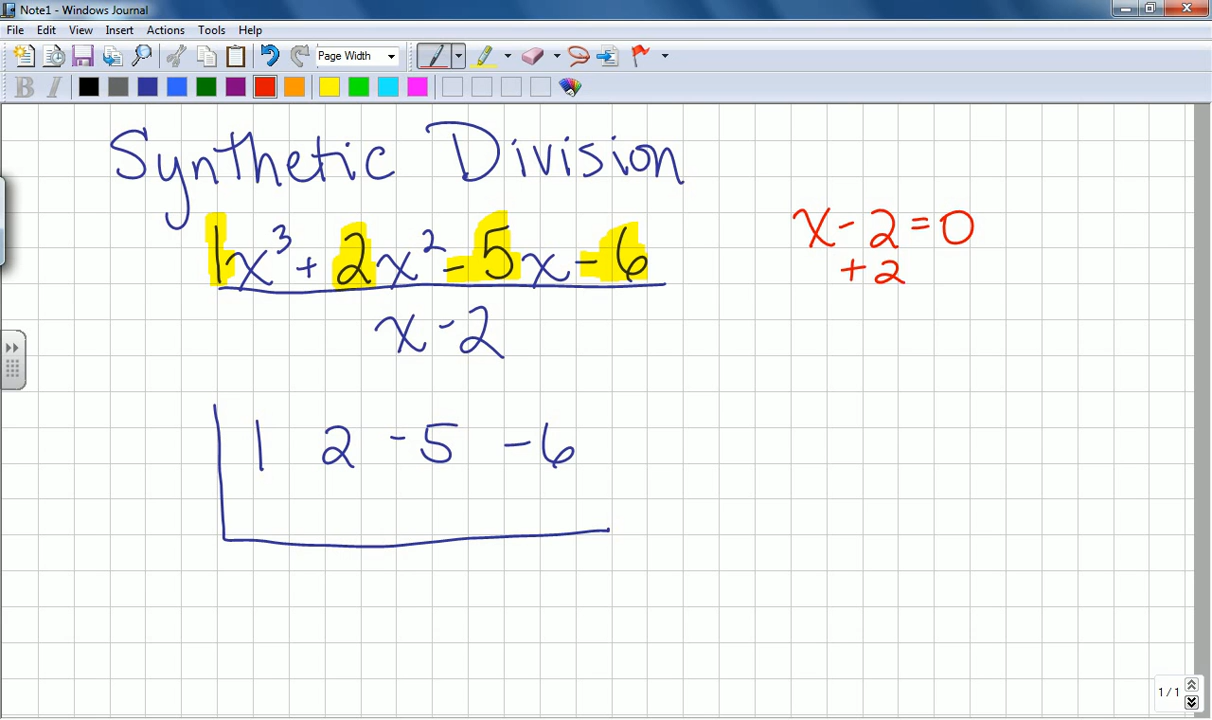 Note1 - Windows Journal
File Edit View Insert Actions Tools Help
Page Width
B I
Synthetic Division
1x³ + 2x² - 5x - 6
x - 2
x - 2 = 0
+ 2
1 2 -5 -6
1 / 1